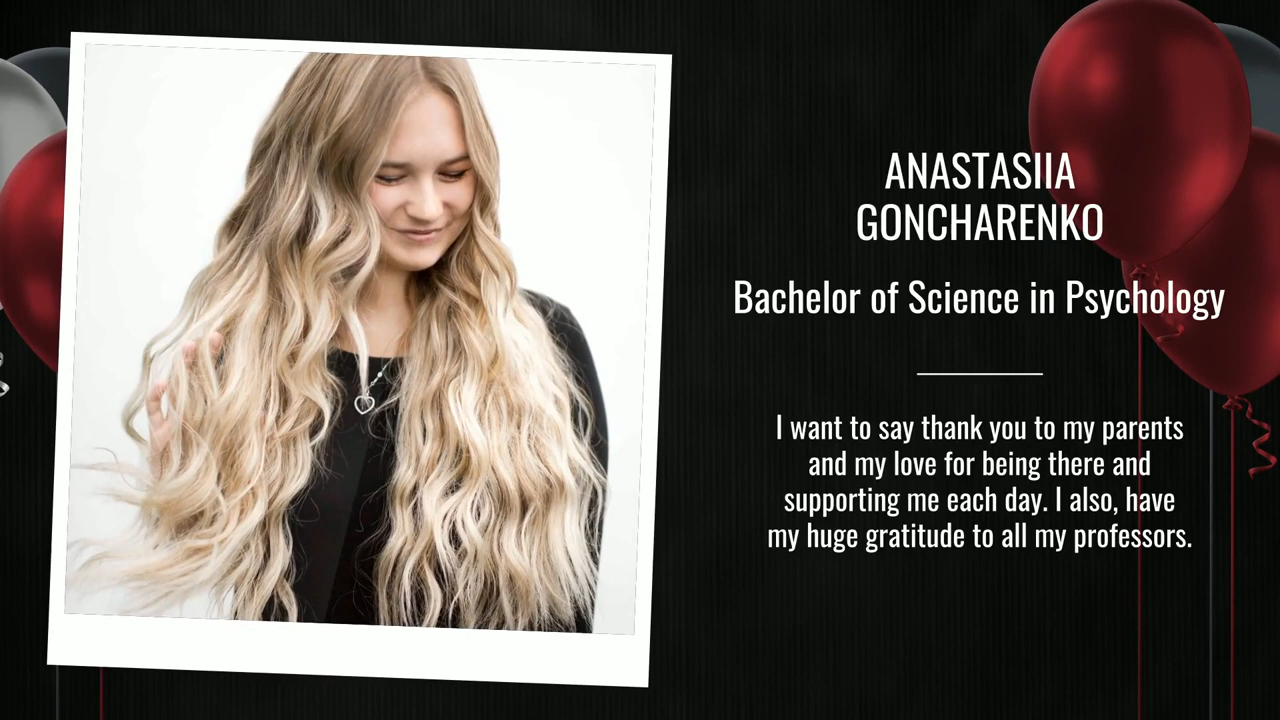 ANASTASIIA
GONCHARENKO
Bachelor of Science in Psychology
I want to say thank you to my parents
and my love for being there and
supporting me each day. I also, have
my huge gratitude to all my professors.